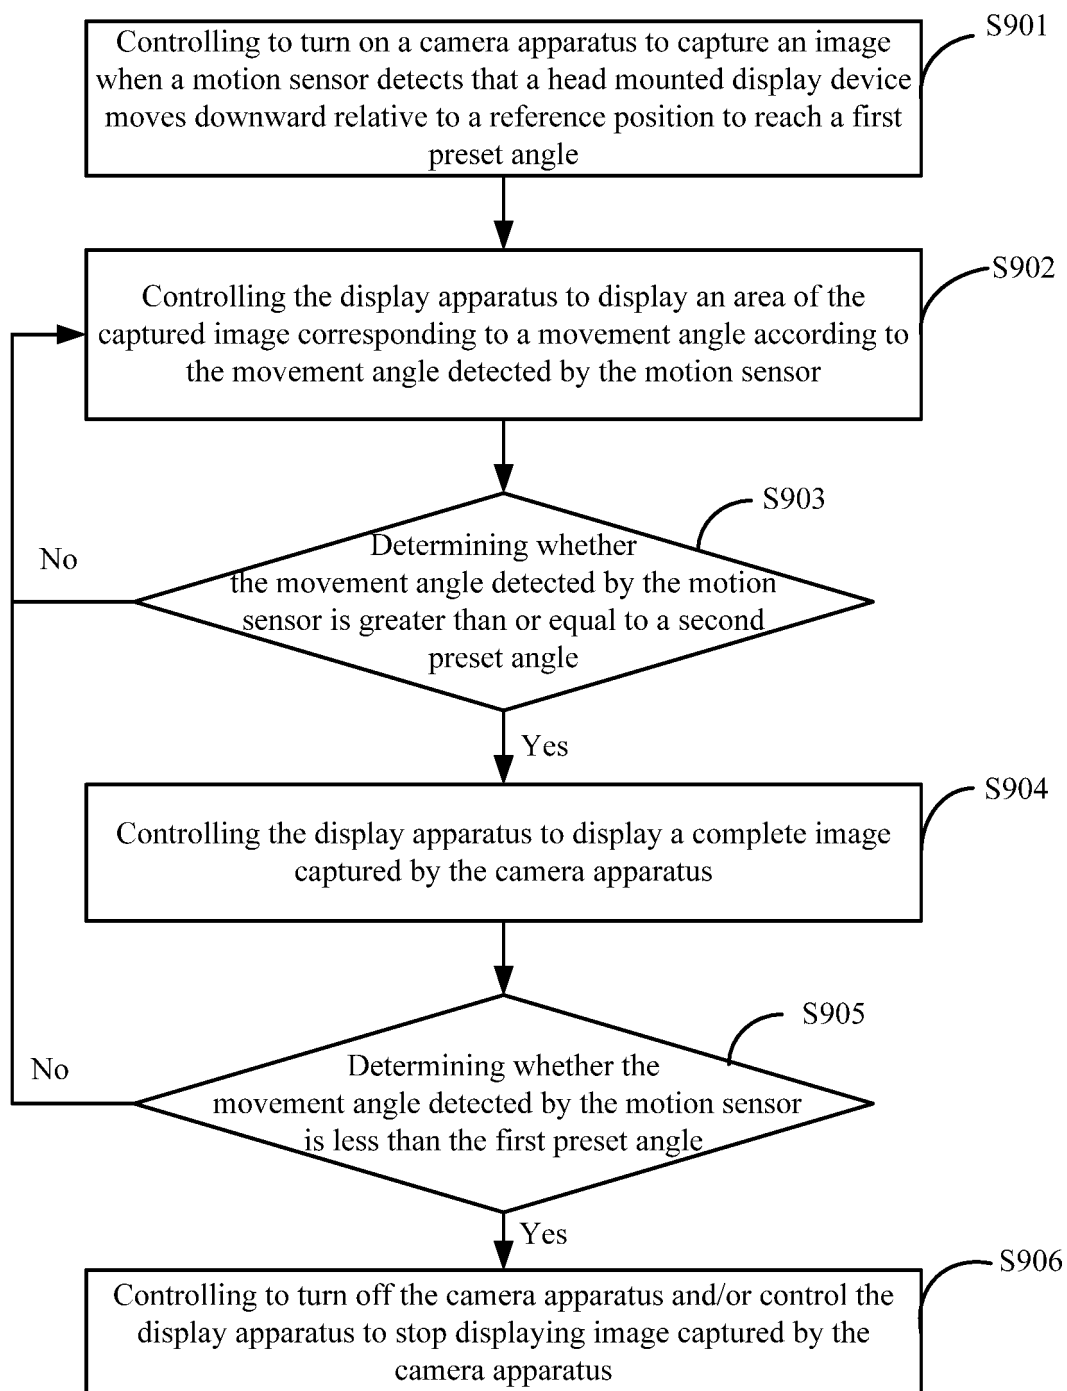 S901
Controlling to turn on a camera apparatus to capture an image
when a motion sensor detects that a head mounted display device
moves downward relative to a reference position to reach a first
preset angle
S902
Controlling the display apparatus to display an area of the
captured image corresponding to a movement angle according to
the movement angle detected by the motion sensor
S903
No
Determining whether
the movement angle detected by the motion
sensor is greater than or equal to a second
preset angle
Yes
S904
Controlling the display apparatus to display a complete image
captured by the camera apparatus
S905
No
Determining whether the
movement angle detected by the motion sensor
is less than the first preset angle
Yes
S906
Controlling to turn off the camera apparatus and/or control the
display apparatus to stop displaying image captured by the
camera apparatus